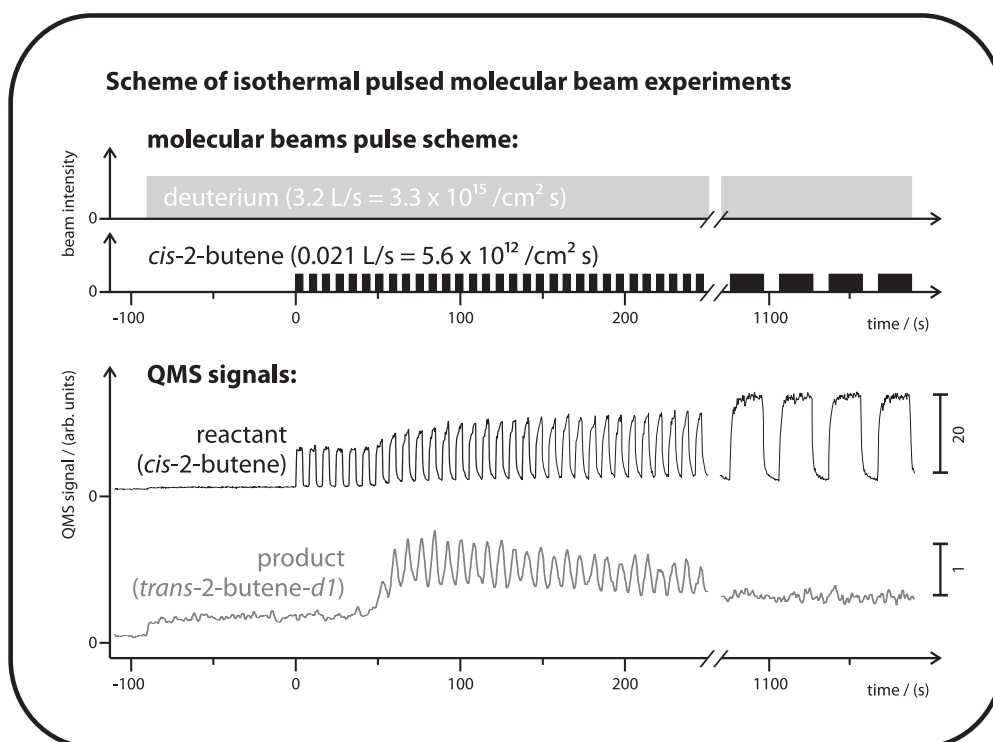 Scheme of isothermal pulsed molecular beam experiments
molecular beams pulse scheme:
beam intensity
deuterium (3.2 L/s = 3.3 x 10¹⁵ /cm² s)
0
cis-2-butene (0.021 L/s = 5.6 x 10¹² /cm² s)
0
-100 0 100 200 1100 time / (s)
QMS signals:
QMS signal / (arb. units)
reactant
(cis-2-butene)
20
0
product
(trans-2-butene-d1)
1
0
-100 0 100 200 1100 time / (s)